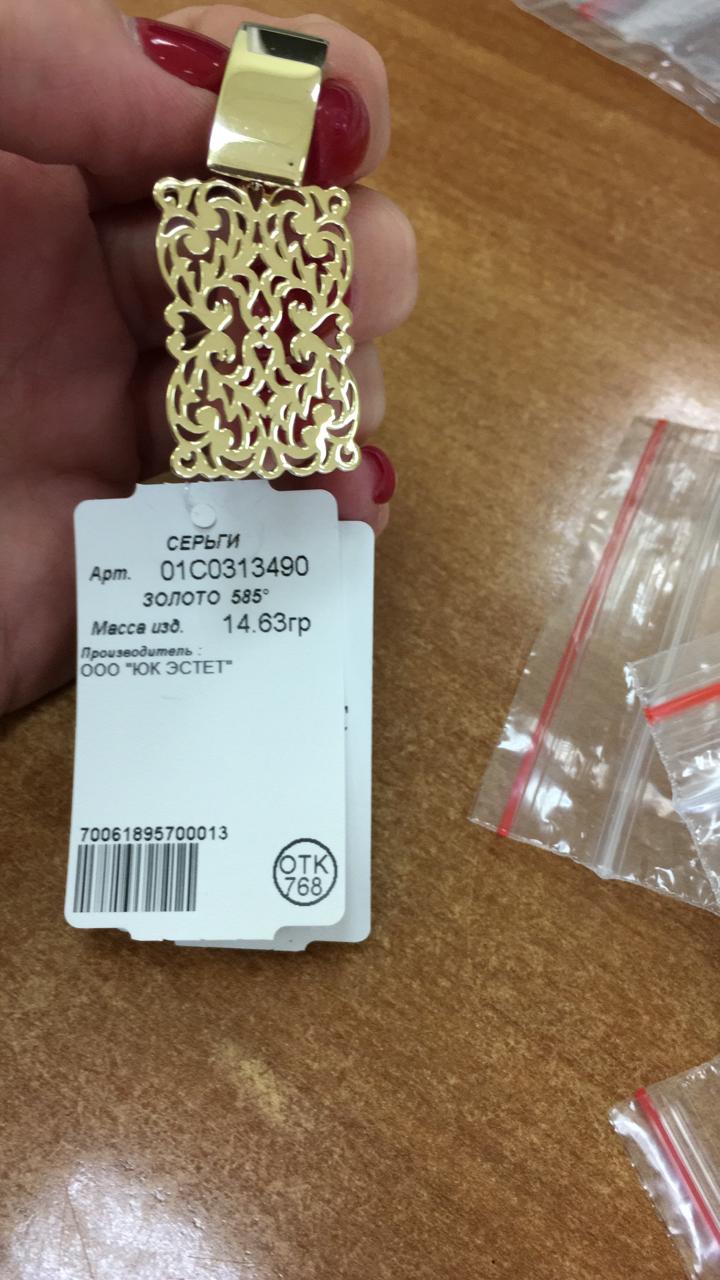 СЕРЬГИ
Арт. 01С0313490
ЗОЛОТО 585°
Масса изд. 14.63гр
Производитель :
ООО "ЮК ЭСТЕТ"
70061895700013
ОТК
768